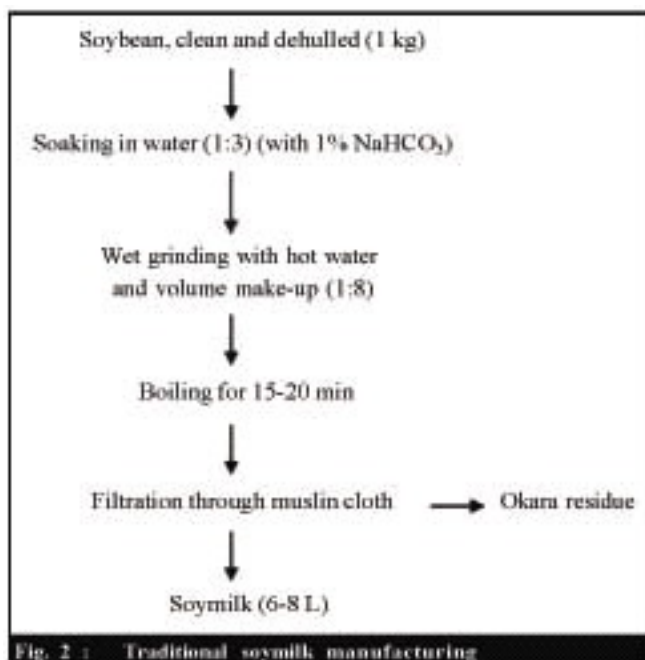 Soybean, clean and dehulled (1 kg)
Soaking in water (1:3) (with 1% NaHCO₃)
Wet grinding with hot water
and volume make-up (1:8)
Boiling for 15-20 min
Filtration through muslin cloth
Okara residue
Soymilk (6-8 L)
Fig. 2 : Traditional soymilk manufacturing